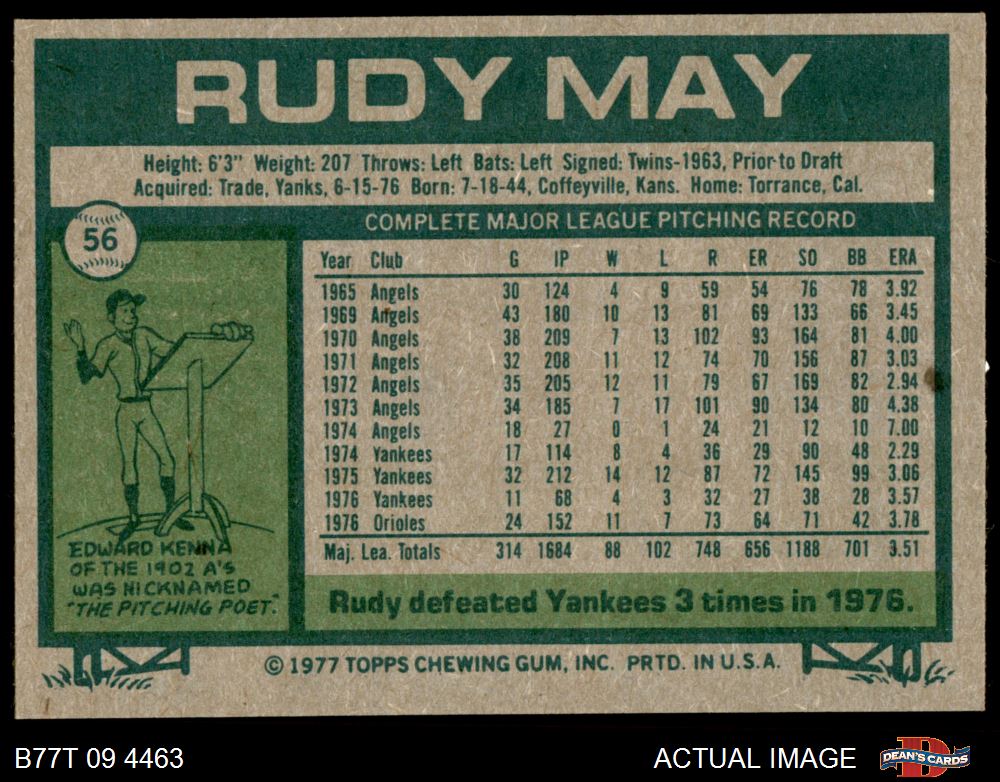 RUDY MAY
Height: 6'3" Weight: 207 Throws: Left Bats: Left Signed: Twins-1963, Prior to Draft
Acquired: Trade, Yanks, 6-15-76 Born: 7-18-44, Coffeyville, Kans. Home: Torrance, Cal.
56
COMPLETE MAJOR LEAGUE PITCHING RECORD
Year Club G IP W L R ER SO BB ERA
1965 Angels 30 124 4 9 59 54 76 78 3.92
1969 Angels 43 180 10 13 81 69 133 66 3.45
1970 Angels 38 209 7 13 102 93 164 81 4.00
1971 Angels 32 208 11 12 74 70 156 87 3.03
1972 Angels 35 205 12 11 79 67 169 82 2.94
1973 Angels 34 185 7 17 101 90 134 80 4.38
1974 Angels 18 27 0 1 24 21 12 10 7.00
1974 Yankees 17 114 8 4 36 29 90 48 2.29
1975 Yankees 32 212 14 12 87 72 145 99 3.06
1976 Yankees 11 68 4 3 32 27 38 28 3.57
1976 Orioles 24 152 11 7 73 64 71 42 3.78
Maj. Lea. Totals 314 1684 88 102 748 656 1188 701 3.51
EDWARD KENNA
OF THE 1902 A'S
WAS NICKNAMED
"THE PITCHING POET."
Rudy defeated Yankees 3 times in 1976.
© 1977 TOPPS CHEWING GUM, INC. PRTD. IN U.S.A.
B77T 09 4463
ACTUAL IMAGE
DEAN'S CARDS